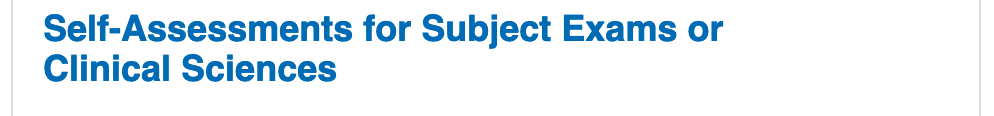 Self-Assessments for Subject Exams or
Clinical Sciences